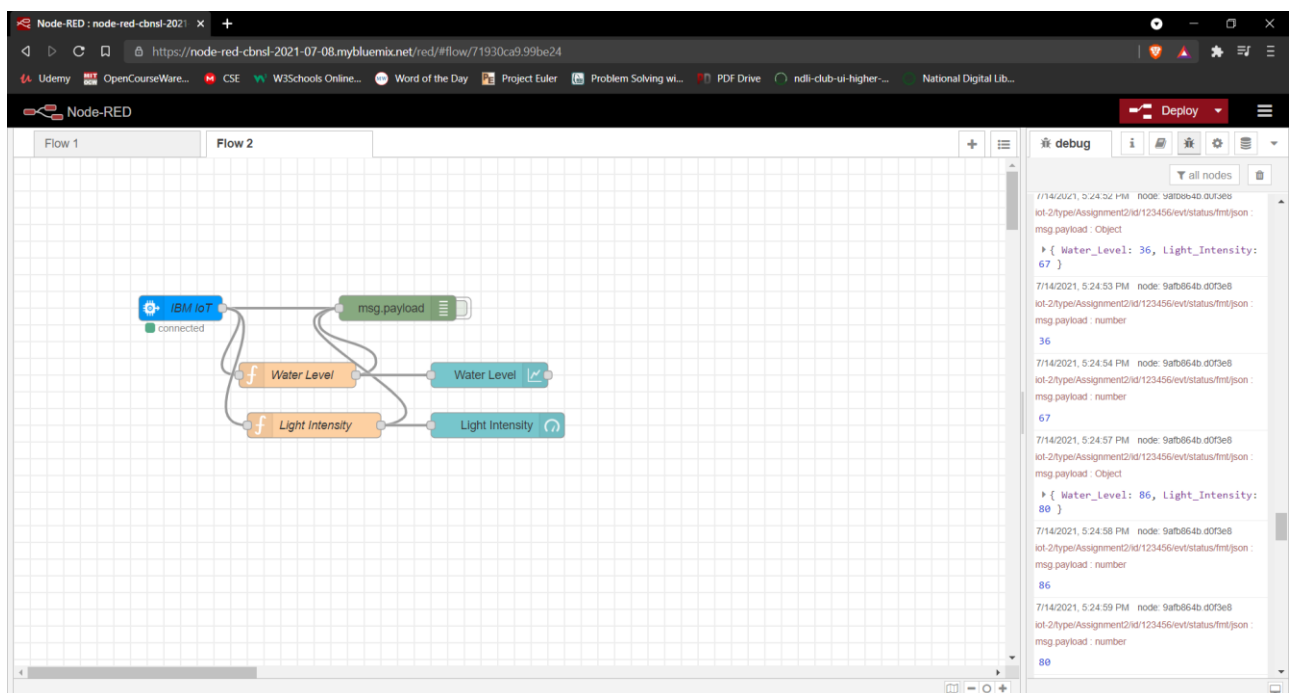 Node-RED : node-red-cbnsl-2021
https://node-red-cbnsl-2021-07-08.mybluemix.net/red/#flow/71930ca9.99be24
Udemy OpenCourseWare... CSE W3Schools Online... Word of the Day Project Euler Problem Solving wi... PDF Drive ndli-club-ui-higher-... National Digital Lib...
Node-RED
Deploy
Flow 1
Flow 2
debug
all nodes
IBM IoT
connected
msg.payload
Water Level
Water Level
Light Intensity
Light Intensity
7/14/2021, 5:24:52 PM node: 9afb864b.d0f3e8
iot-2/type/Assignment2/id/123456/evt/status/fmt/json :
msg.payload : Object
{ Water_Level: 36, Light_Intensity:
67 }
7/14/2021, 5:24:53 PM node: 9afb864b.d0f3e8
iot-2/type/Assignment2/id/123456/evt/status/fmt/json :
msg.payload : number
36
7/14/2021, 5:24:54 PM node: 9afb864b.d0f3e8
iot-2/type/Assignment2/id/123456/evt/status/fmt/json :
msg.payload : number
67
7/14/2021, 5:24:57 PM node: 9afb864b.d0f3e8
iot-2/type/Assignment2/id/123456/evt/status/fmt/json :
msg.payload : Object
{ Water_Level: 86, Light_Intensity:
80 }
7/14/2021, 5:24:58 PM node: 9afb864b.d0f3e8
iot-2/type/Assignment2/id/123456/evt/status/fmt/json :
msg.payload : number
86
7/14/2021, 5:24:59 PM node: 9afb864b.d0f3e8
iot-2/type/Assignment2/id/123456/evt/status/fmt/json :
msg.payload : number
80